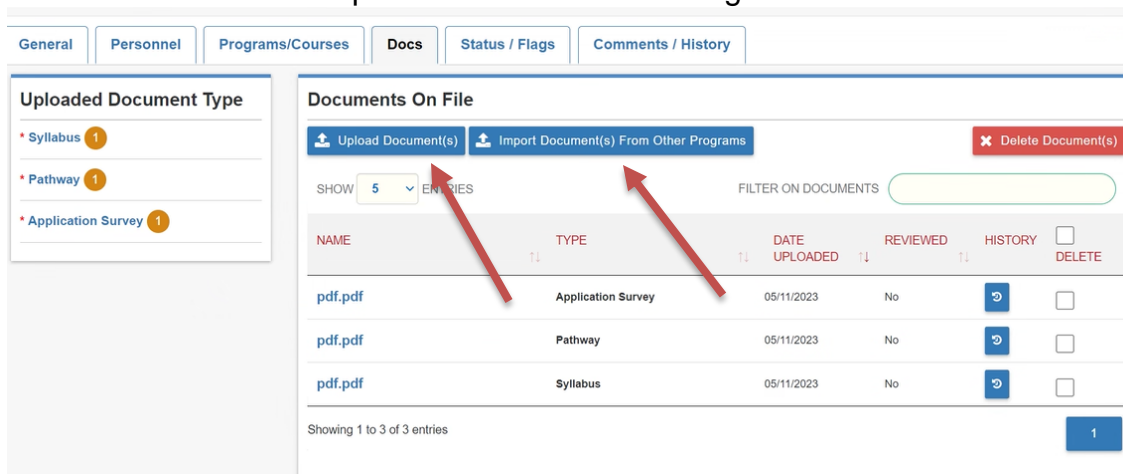 General Personnel Programs/Courses Docs Status / Flags Comments / History
Uploaded Document Type
* Syllabus 1
* Pathway 1
* Application Survey 1
Documents On File
Upload Document(s) Import Document(s) From Other Programs Delete Document(s)
SHOW 5 ENTRIES FILTER ON DOCUMENTS
NAME TYPE DATE UPLOADED REVIEWED HISTORY DELETE
pdf.pdf Application Survey 05/11/2023 No
pdf.pdf Pathway 05/11/2023 No
pdf.pdf Syllabus 05/11/2023 No
Showing 1 to 3 of 3 entries
1